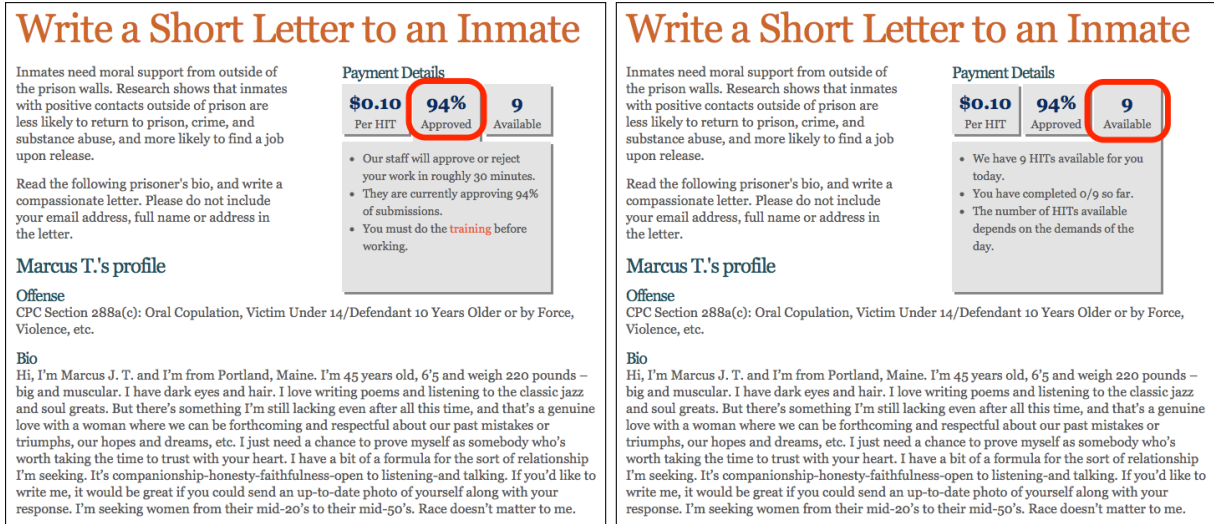 Write a Short Letter to an Inmate
Inmates need moral support from outside of
the prison walls. Research shows that inmates
with positive contacts outside of prison are
less likely to return to prison, crime, and
substance abuse, and more likely to find a job
upon release.
Read the following prisoner's bio, and write a
compassionate letter. Please do not include
your email address, full name or address in
the letter.
Payment Details
$0.10 94% 9
Per HIT Approved Available
• Our staff will approve or reject
your work in roughly 30 minutes.
• They are currently approving 94%
of submissions.
• You must do the training before
working.
Marcus T.'s profile
Offense
CPC Section 288a(c): Oral Copulation, Victim Under 14/Defendant 10 Years Older or by Force,
Violence, etc.
Bio
Hi, I'm Marcus J. T. and I'm from Portland, Maine. I'm 45 years old, 6'5 and weigh 220 pounds –
big and muscular. I have dark eyes and hair. I love writing poems and listening to the classic jazz
and soul greats. But there's something I'm still lacking even after all this time, and that's a genuine
love with a woman where we can be forthcoming and respectful about our past mistakes or
triumphs, our hopes and dreams, etc. I just need a chance to prove myself as somebody who's
worth taking the time to trust with your heart. I have a bit of a formula for the sort of relationship
I'm seeking. It's companionship-honesty-faithfulness-open to listening-and talking. If you'd like to
write me, it would be great if you could send an up-to-date photo of yourself along with your
response. I'm seeking women from their mid-20's to their mid-50's. Race doesn't matter to me.
Write a Short Letter to an Inmate
Inmates need moral support from outside of
the prison walls. Research shows that inmates
with positive contacts outside of prison are
less likely to return to prison, crime, and
substance abuse, and more likely to find a job
upon release.
Read the following prisoner's bio, and write a
compassionate letter. Please do not include
your email address, full name or address in
the letter.
Payment Details
$0.10 94% 9
Per HIT Approved Available
• We have 9 HITs available for you
today.
• You have completed 0/9 so far.
• The number of HITs available
depends on the demands of the
day.
Marcus T.'s profile
Offense
CPC Section 288a(c): Oral Copulation, Victim Under 14/Defendant 10 Years Older or by Force,
Violence, etc.
Bio
Hi, I'm Marcus J. T. and I'm from Portland, Maine. I'm 45 years old, 6'5 and weigh 220 pounds –
big and muscular. I have dark eyes and hair. I love writing poems and listening to the classic jazz
and soul greats. But there's something I'm still lacking even after all this time, and that's a genuine
love with a woman where we can be forthcoming and respectful about our past mistakes or
triumphs, our hopes and dreams, etc. I just need a chance to prove myself as somebody who's
worth taking the time to trust with your heart. I have a bit of a formula for the sort of relationship
I'm seeking. It's companionship-honesty-faithfulness-open to listening-and talking. If you'd like to
write me, it would be great if you could send an up-to-date photo of yourself along with your
response. I'm seeking women from their mid-20's to their mid-50's. Race doesn't matter to me.